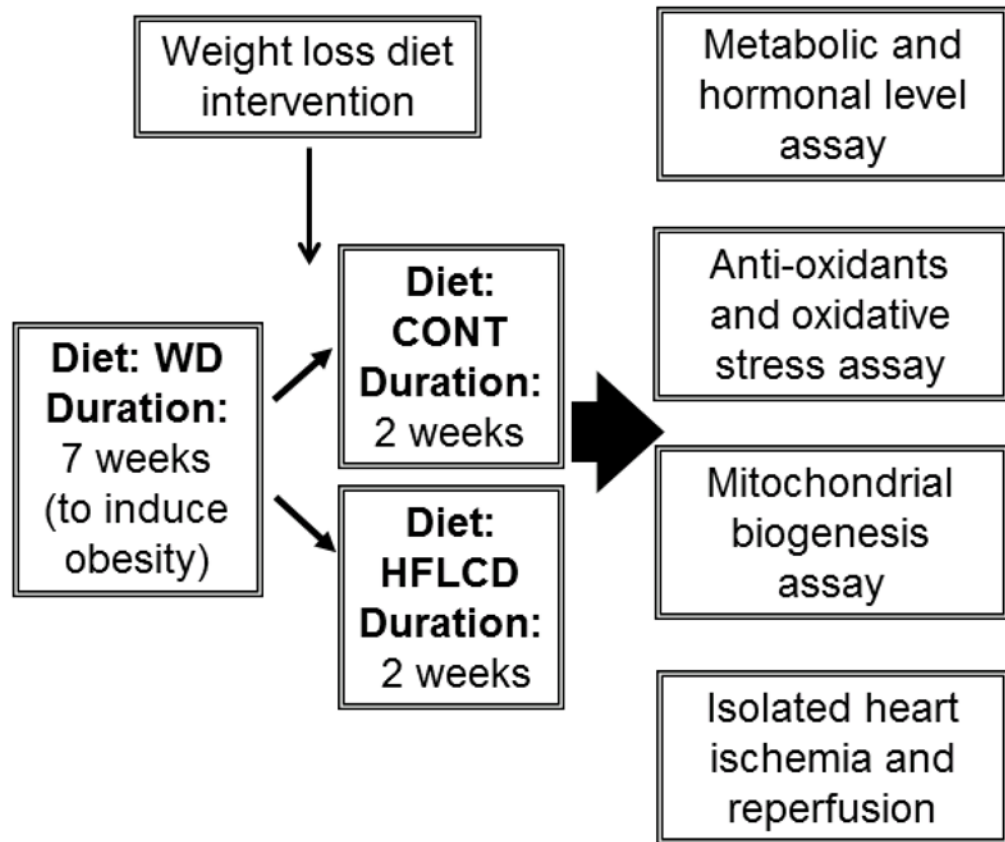 Weight loss diet
intervention
Diet: WD
Duration:
7 weeks
(to induce
obesity)
Diet:
CONT
Duration:
2 weeks
Diet:
HFLCD
Duration:
2 weeks
Metabolic and
hormonal level
assay
Anti-oxidants
and oxidative
stress assay
Mitochondrial
biogenesis
assay
Isolated heart
ischemia and
reperfusion